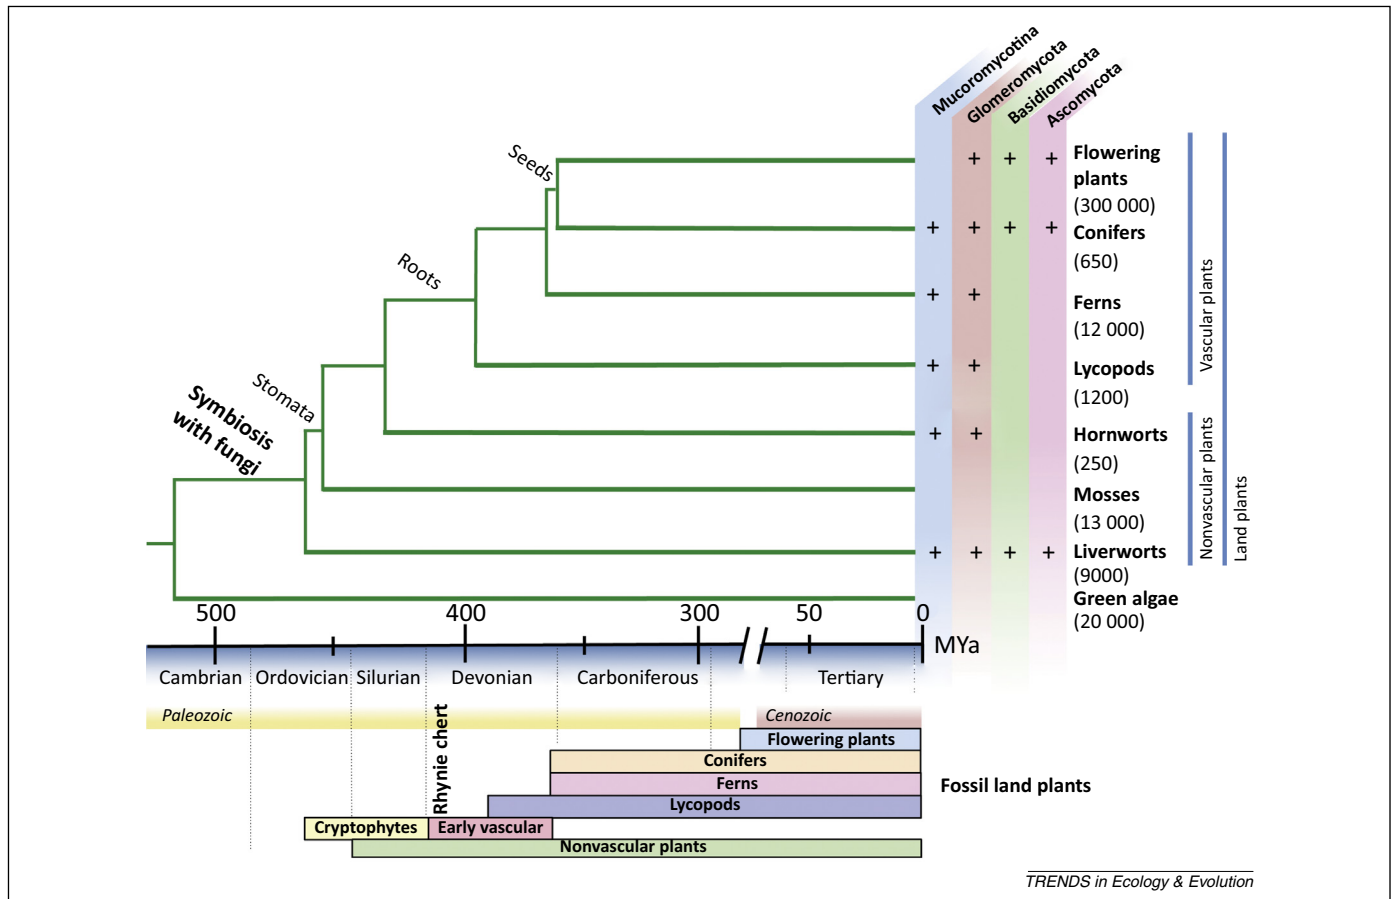 Mucoromycotina
Glomeromycota
Basidiomycota
Ascomycota
Seeds
Roots
Stomata
Symbiosis
with fungi
+ + + Flowering
plants
(300 000)
+ + + + Conifers
(650)
+ + Ferns
(12 000)
+ + Lycopods
(1200)
+ + Hornworts
(250)
Mosses
(13 000)
+ + + + Liverworts
(9000)
Green algae
(20 000)
Vascular plants
Nonvascular plants
Land plants
500 400 300 50 0
MYa
Cambrian Ordovician Silurian Devonian Carboniferous Tertiary
Paleozoic Cenozoic
Rhynie chert
Flowering plants
Conifers
Ferns
Lycopods
Cryptophytes Early vascular
Nonvascular plants
Fossil land plants
TRENDS in Ecology & Evolution